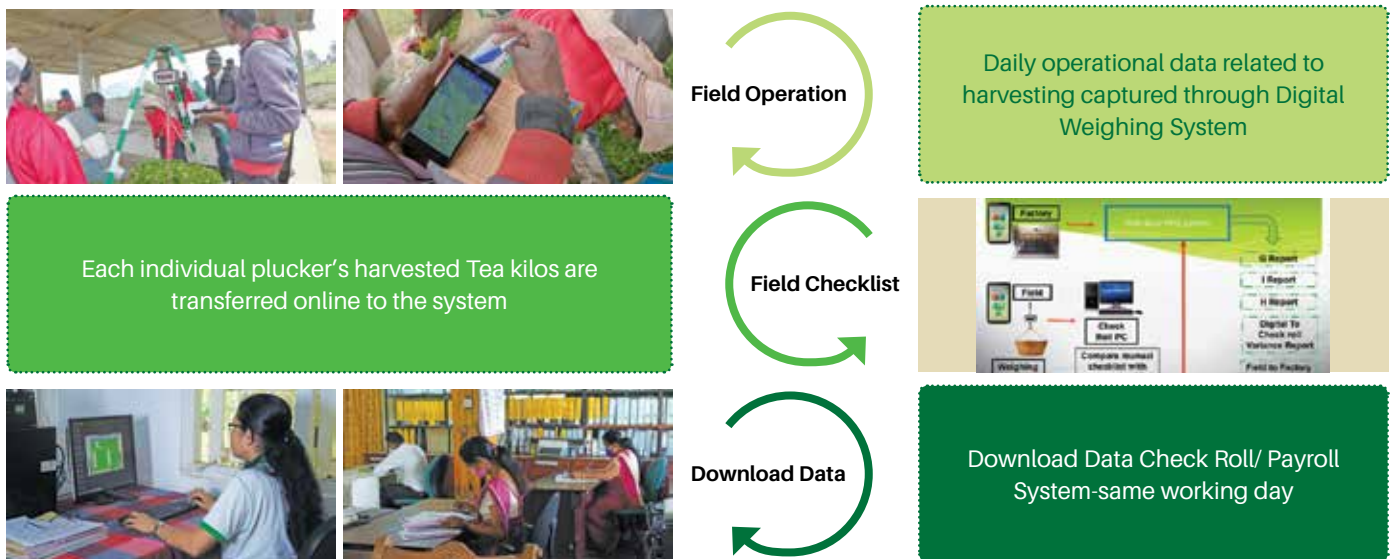 Field Operation
Daily operational data related to
harvesting captured through Digital
Weighing System
Each individual plucker's harvested Tea kilos are
transferred online to the system
Field Checklist
Factory
G Report
I Report
H Report
Digital To
Check roll
Variance Report
Field
Check
Roll PC
Weighing
Compare manual
checklist with
Field to Factory
Download Data
Download Data Check Roll/ Payroll
System-same working day